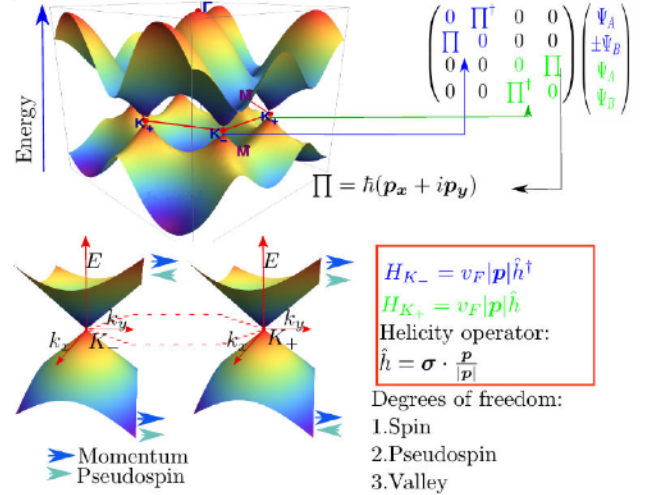 Energy
Γ
M
K₊ K₋ K₊
M
0 Π† 0 0 Ψ_A
Π 0 0 0 ±Ψ_B
0 0 0 Π Ψ_A
0 0 Π† 0 Ψ_B
Π = ħ(p_x + ip_y)
E E
k_y k_y
k_x K₋ k_x K₊
Momentum
Pseudospin
H_{K₋} = v_F|p|ĥ†
H_{K₊} = v_F|p|ĥ
Helicity operator:
ĥ = σ · p/|p|
Degrees of freedom:
1.Spin
2.Pseudospin
3.Valley